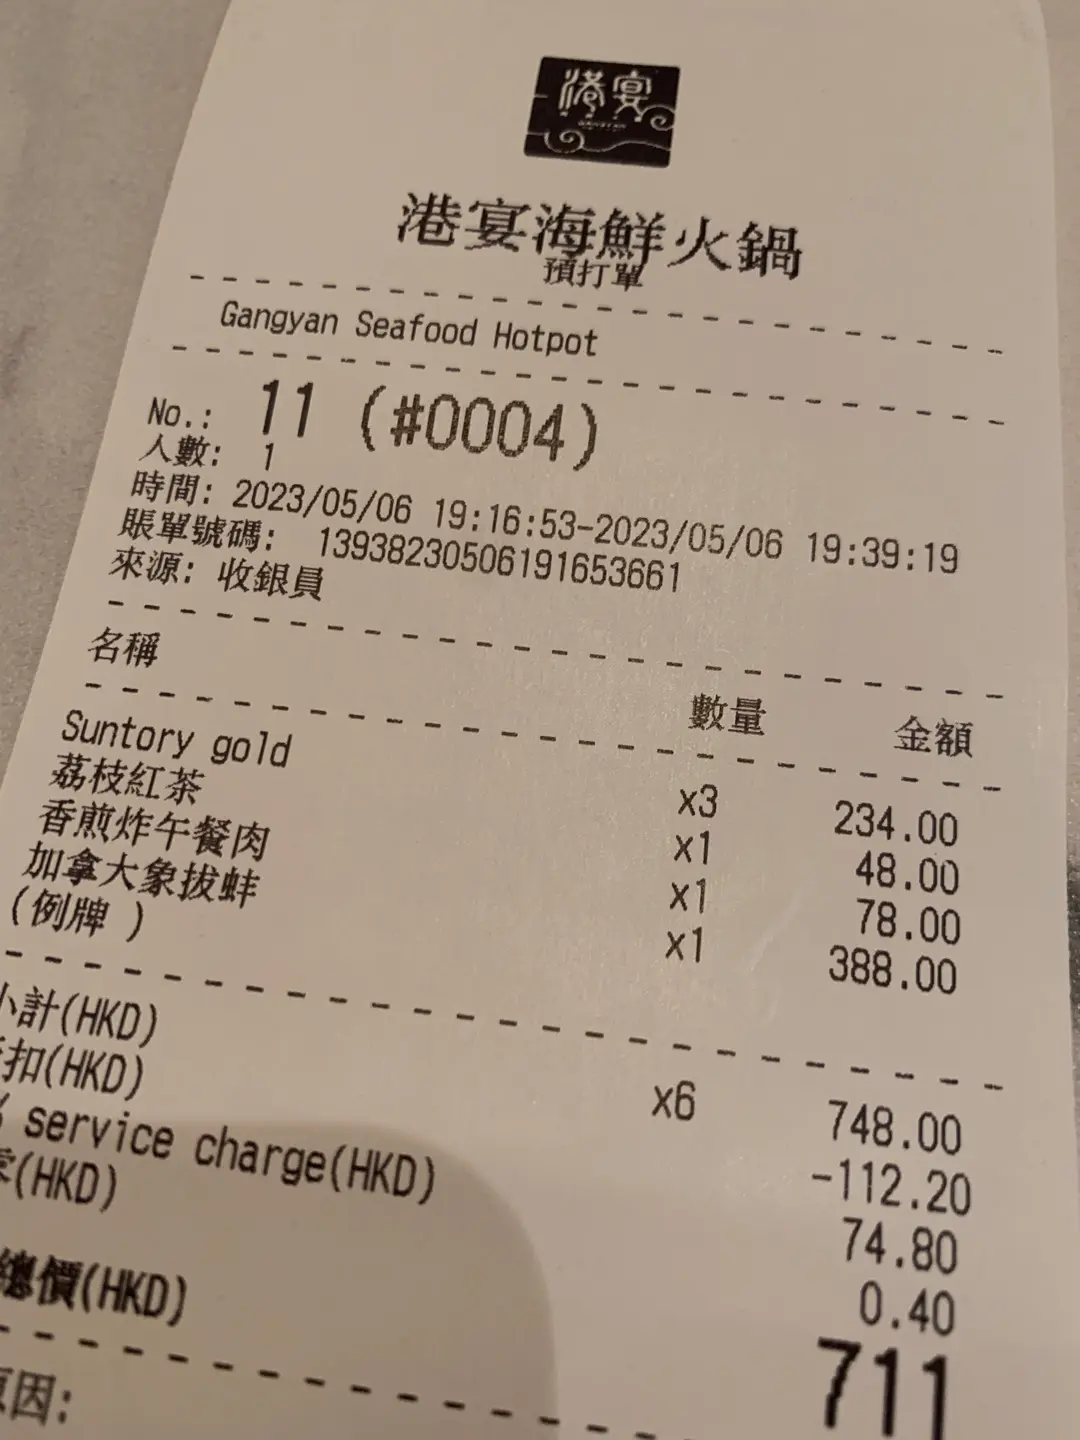 港宴
港宴海鮮火鍋
預打單
Gangyan Seafood Hotpot
No.: 11 (#0004)
人數: 1
時間: 2023/05/06 19:16:53-2023/05/06 19:39:19
賬單號碼: 13938230506191653661
來源: 收銀員
名稱 數量 金額
Suntory gold x3 234.00
荔枝紅茶 x1 48.00
香煎炸午餐肉 x1 78.00
加拿大象拔蚌 x1 388.00
(例牌 )
小計(HKD) x6 748.00
扣(HKD) -112.20
% service charge(HKD) 74.80
(HKD) 0.40
總價(HKD) 711
原因: